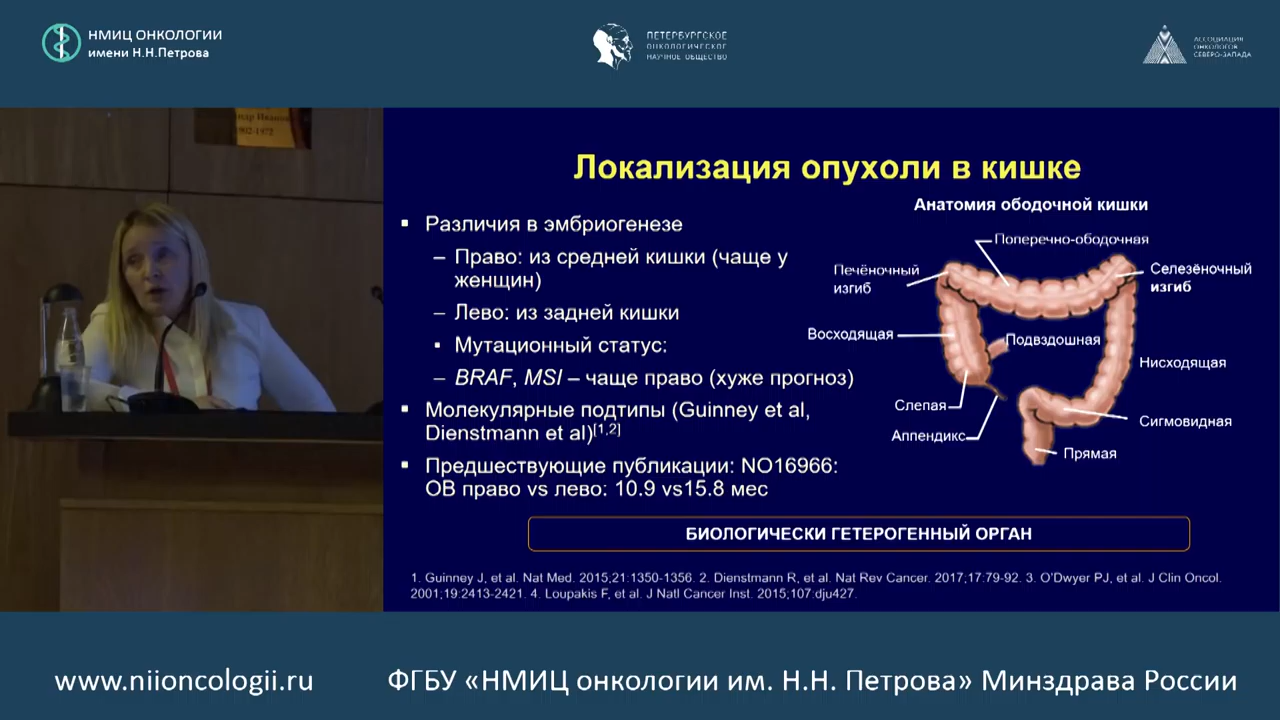 НМИЦ ОНКОЛОГИИ
имени Н.Н.Петрова
ПЕТЕРБУРГСКОЕ
ОНКОЛОГИЧЕСКОЕ
НАУЧНОЕ ОБЩЕСТВО
АССОЦИАЦИЯ
ОНКОЛОГОВ
СЕВЕРО-ЗАПАДА
1902-1972
Локализация опухоли в кишке
▪ Различия в эмбриогенезе
– Право: из средней кишки (чаще у
женщин)
– Лево: из задней кишки
▪ Мутационный статус:
– BRAF, MSI – чаще право (хуже прогноз)
▪ Молекулярные подтипы (Guinney et al,
Dienstmann et al)[1,2]
▪ Предшествующие публикации: NO16966:
ОВ право vs лево: 10.9 vs15.8 мес
Анатомия ободочной кишки
Поперечно-ободочная
Печёночный
изгиб
Селезёночный
изгиб
Восходящая
Подвздошная
Нисходящая
Слепая
Сигмовидная
Аппендикс
Прямая
БИОЛОГИЧЕСКИ ГЕТЕРОГЕННЫЙ ОРГАН
1. Guinney J, et al. Nat Med. 2015;21:1350-1356. 2. Dienstmann R, et al. Nat Rev Cancer. 2017;17:79-92. 3. O'Dwyer PJ, et al. J Clin Oncol.
2001;19:2413-2421. 4. Loupakis F, et al. J Natl Cancer Inst. 2015;107:dju427.
www.niioncologii.ru
ФГБУ «НМИЦ онкологии им. Н.Н. Петрова» Минздрава России